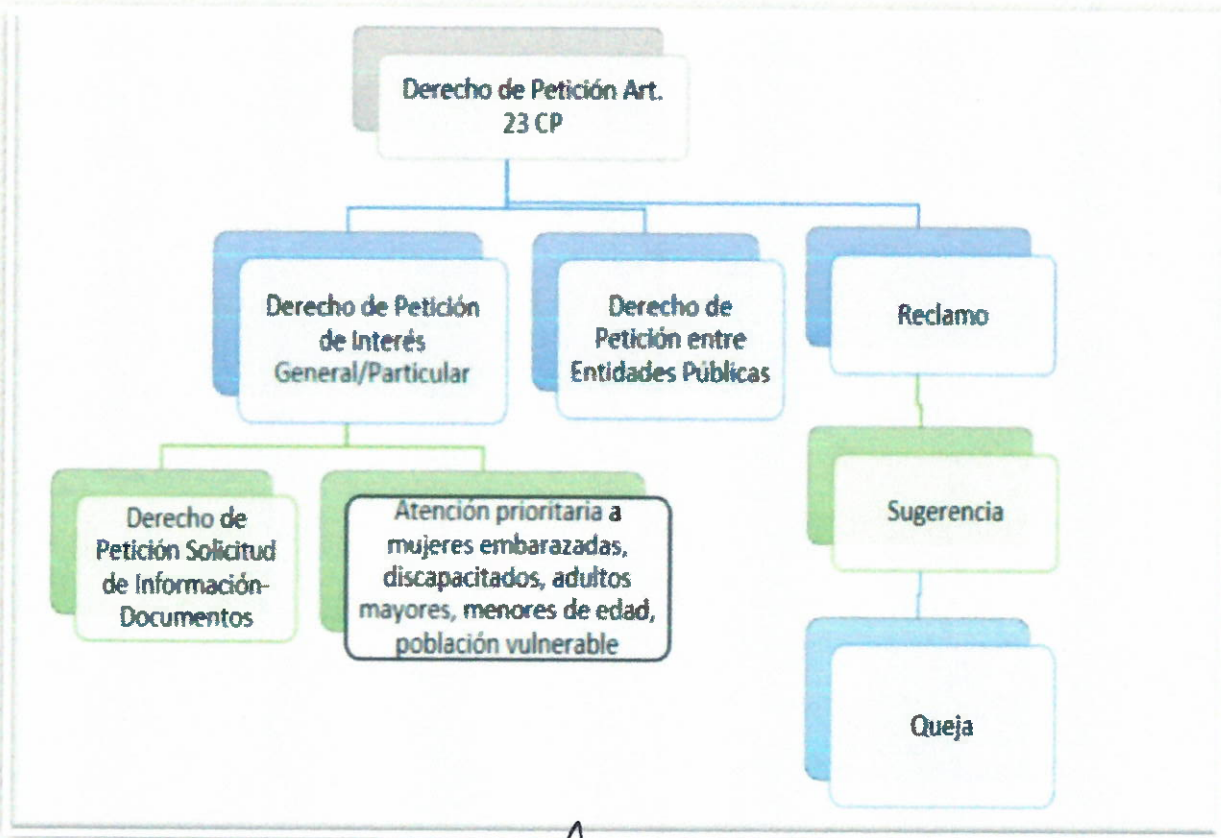 Derecho de Petición Art.
23 CP
Derecho de Petición
de Interés
General/Particular
Derecho de
Petición entre
Entidades Públicas
Reclamo
Derecho de
Petición Solicitud
de Información-
Documentos
Atención prioritaria a
mujeres embarazadas,
discapacitados, adultos
mayores, menores de edad,
población vulnerable
Sugerencia
Queja